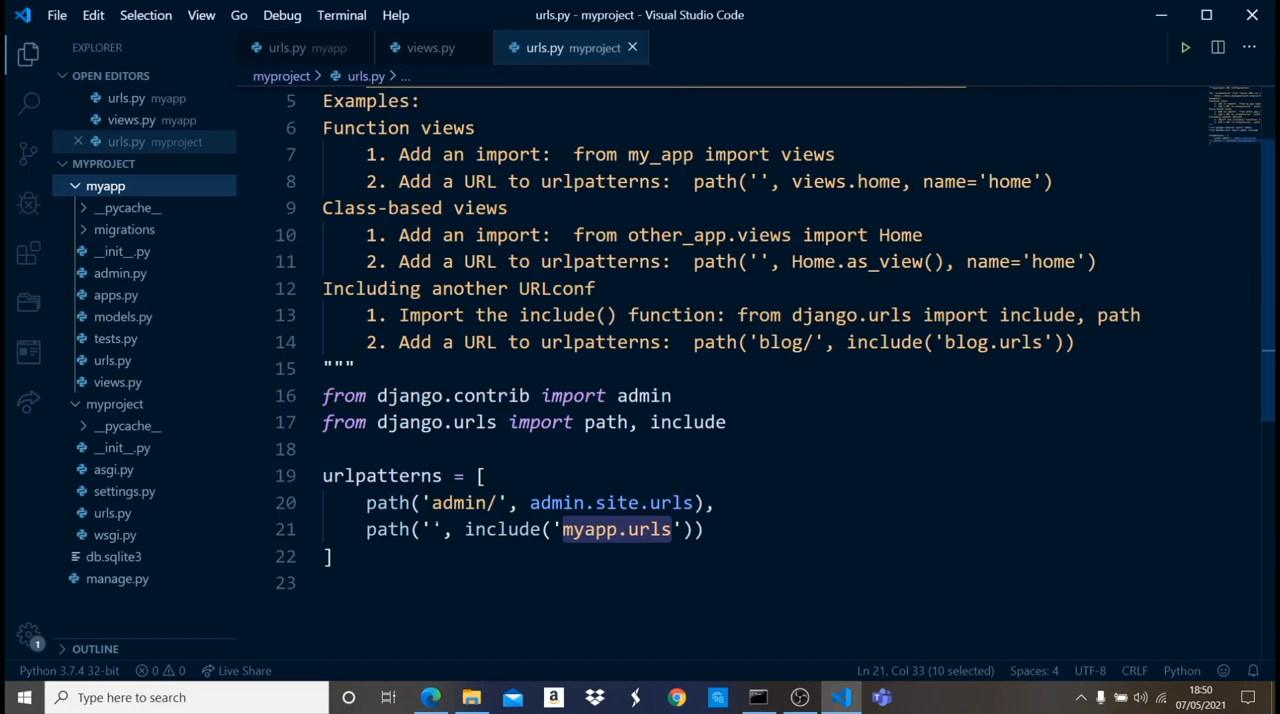 File Edit Selection View Go Debug Terminal Help
urls.py - myproject - Visual Studio Code
EXPLORER
urls.py myapp
views.py
urls.py myproject
OPEN EDITORS
myproject > urls.py > ...
urls.py myapp
views.py myapp
urls.py myproject
MYPROJECT
myapp
__pycache__
migrations
__init__.py
admin.py
apps.py
models.py
tests.py
urls.py
views.py
myproject
__pycache__
__init__.py
asgi.py
settings.py
urls.py
wsgi.py
db.sqlite3
manage.py
OUTLINE
5 Examples:
6 Function views
7 1. Add an import:  from my_app import views
8 2. Add a URL to urlpatterns:  path('', views.home, name='home')
9 Class-based views
10 1. Add an import:  from other_app.views import Home
11 2. Add a URL to urlpatterns:  path('', Home.as_view(), name='home')
12 Including another URLconf
13 1. Import the include() function: from django.urls import include, path
14 2. Add a URL to urlpatterns:  path('blog/', include('blog.urls'))
15 """
16 from django.contrib import admin
17 from django.urls import path, include
18
19 urlpatterns = [
20 path('admin/', admin.site.urls),
21 path('', include('myapp.urls'))
22 ]
23
1
Python 3.7.4 32-bit 0 0 Live Share
Ln 21, Col 33 (10 selected) Spaces: 4 UTF-8 CRLF Python
Type here to search
18:50
07/05/2021